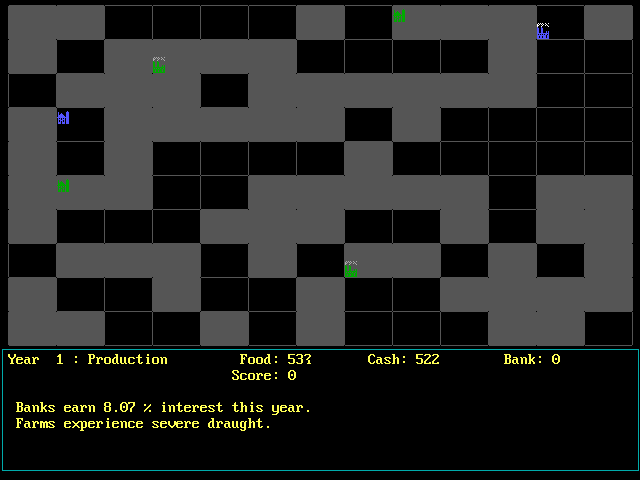 Year 1 : Production Food: 533 Cash: 522 Bank: 0
Score: 0
Banks earn 8.07 % interest this year.
Farms experience severe draught.